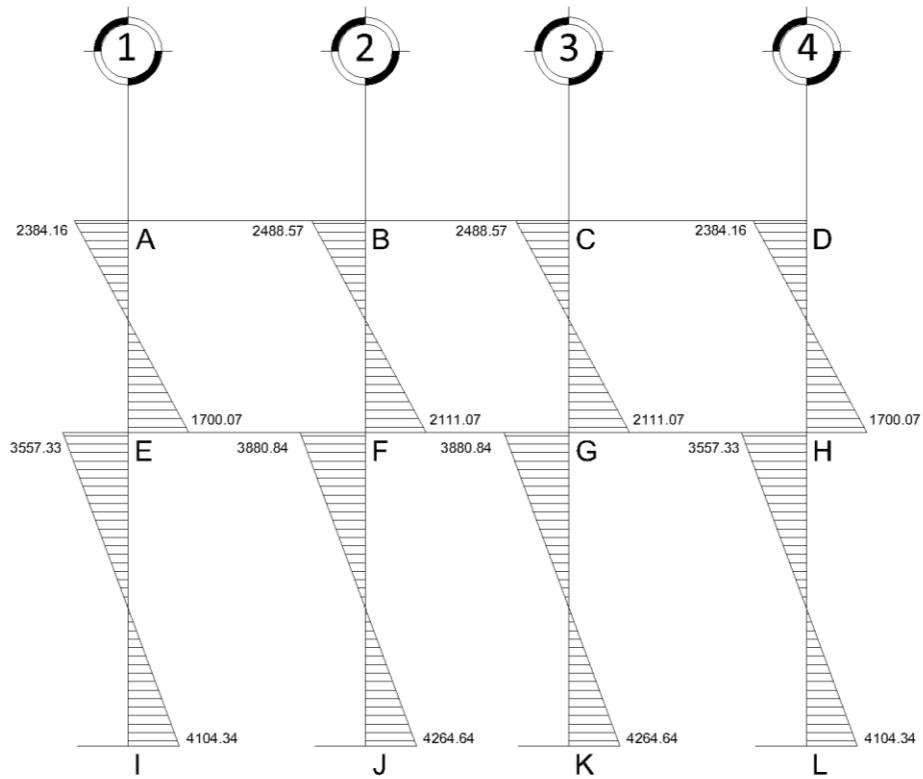 1 2 3 4
2384.16 A 2488.57 B 2488.57 C 2384.16 D
1700.07 2111.07 2111.07 1700.07
3557.33 E 3880.84 F 3880.84 G 3557.33 H
4104.34 4264.64 4264.64 4104.34
I J K L